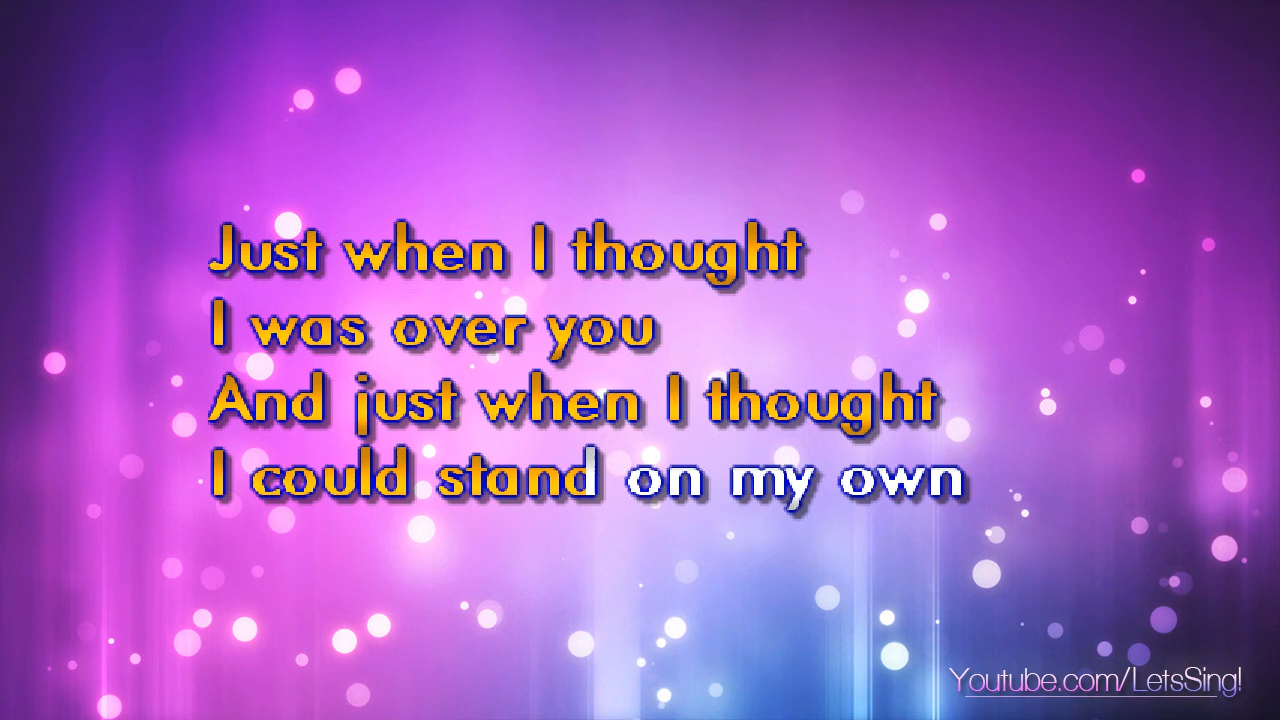 Just when I thought
I was over you
And just when I thought
I could stand on my own
Youtube.com/LetsSing!